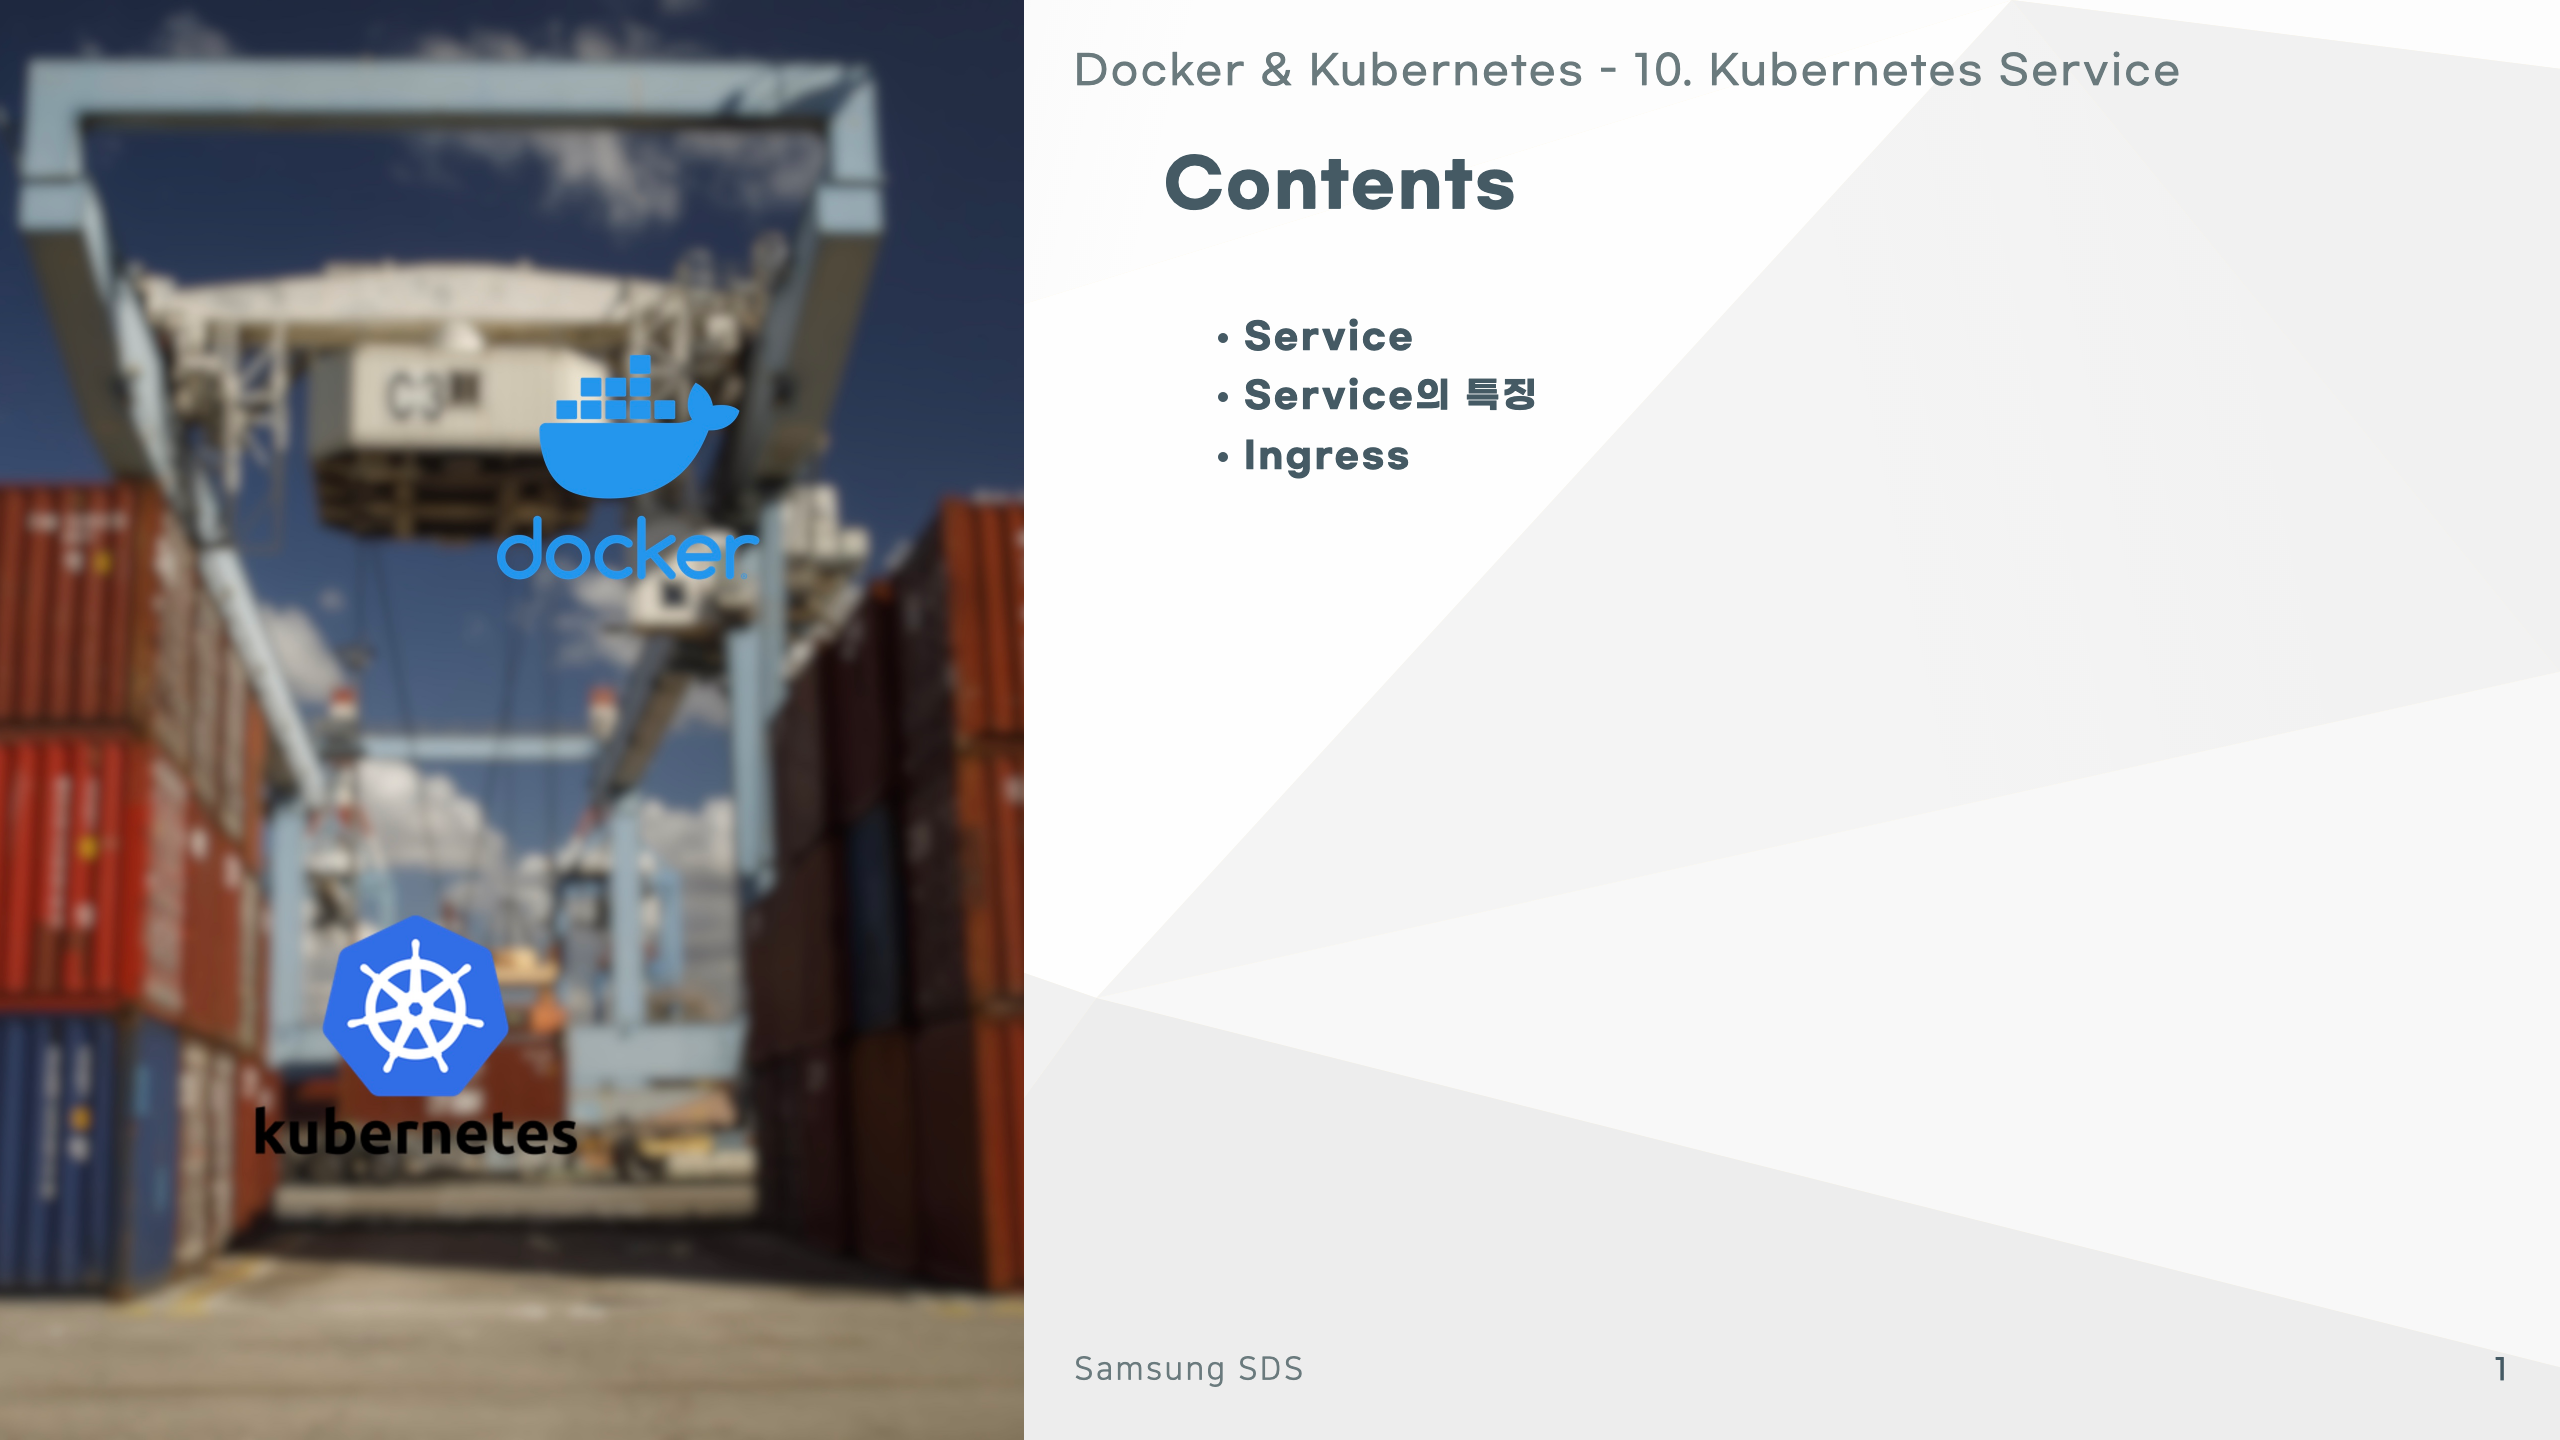 Docker & Kubernetes - 10. Kubernetes Service
Contents
• Service
• Service의 특징
• Ingress
C3
docker
kubernetes
Samsung SDS
1